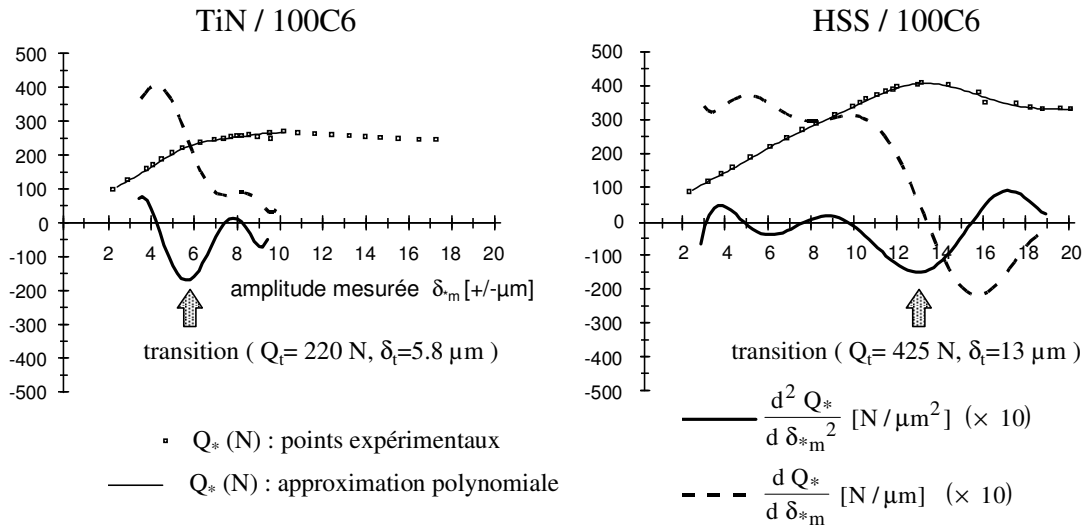 TiN / 100C6
500
400
300
200
100
0
-100
-200
-300
-400
-500
0 2 4 6 8 10 12 14 16 18 20
amplitude mesurée δ*m [+/-µm]
transition ( Qt= 220 N, δt=5.8 µm )
HSS / 100C6
500
400
300
200
100
0
-100
-200
-300
-400
-500
0 2 4 6 8 10 12 14 16 18 20
transition ( Qt= 425 N, δt=13 µm )
Q* (N) : points expérimentaux
Q* (N) : approximation polynomiale
d² Q* / d δ*m² [N / µm²] (× 10)
d Q* / d δ*m [N / µm] (× 10)